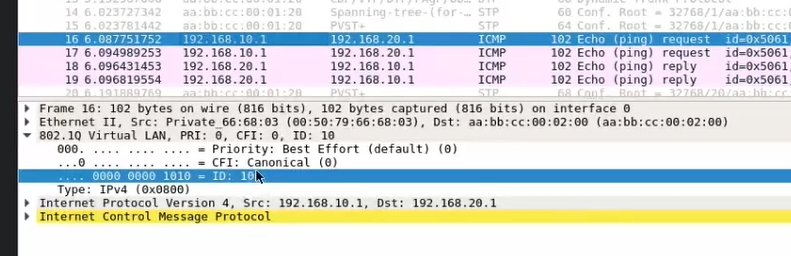 14 6.023727342 aa:bb:cc:00:01:20 Spanning-tree-(for-… STP 60 Conf. Root = 32768/1/aa:bb:cc:0
15 6.023781442 aa:bb:cc:00:01:20 PVST+ STP 64 Conf. Root = 32768/10/aa:bb:cc:
16 6.087751752 192.168.10.1 192.168.20.1 ICMP 102 Echo (ping) request id=0x5061,
17 6.094989253 192.168.10.1 192.168.20.1 ICMP 102 Echo (ping) request id=0x5061,
18 6.096431453 192.168.20.1 192.168.10.1 ICMP 102 Echo (ping) reply id=0x5061,
19 6.096819554 192.168.20.1 192.168.10.1 ICMP 102 Echo (ping) reply id=0x5061,
20 6.191889769 aa:bb:cc:00:01:20 PVST+ STP 68 Conf. Root = 32768/20/aa:bb:cc:
Frame 16: 102 bytes on wire (816 bits), 102 bytes captured (816 bits) on interface 0
Ethernet II, Src: Private_66:68:03 (00:50:79:66:68:03), Dst: aa:bb:cc:00:02:00 (aa:bb:cc:00:02:00)
802.1Q Virtual LAN, PRI: 0, CFI: 0, ID: 10
000. .... .... .... = Priority: Best Effort (default) (0)
...0 .... .... .... = CFI: Canonical (0)
.... 0000 0000 1010 = ID: 10
Type: IPv4 (0x0800)
Internet Protocol Version 4, Src: 192.168.10.1, Dst: 192.168.20.1
Internet Control Message Protocol